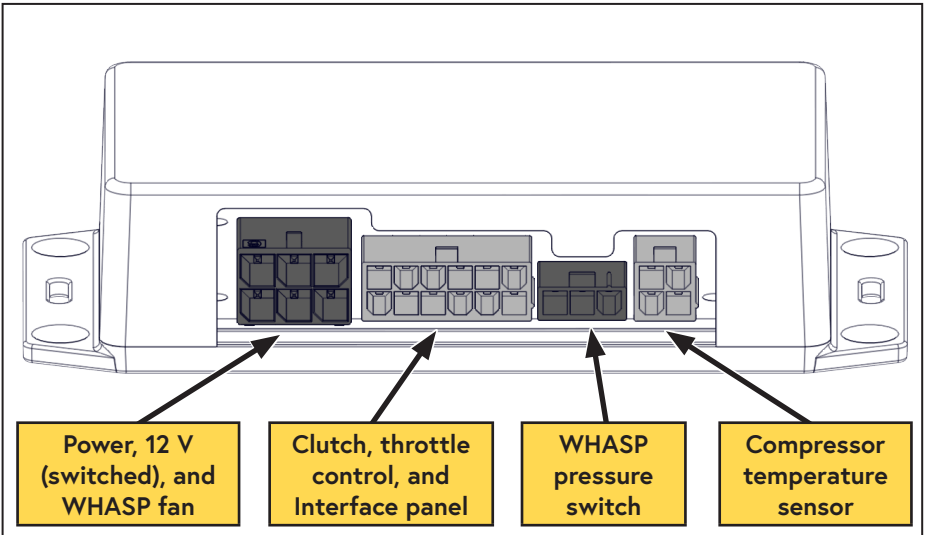 Power, 12 V
(switched), and
WHASP fan
Clutch, throttle
control, and
Interface panel
WHASP
pressure
switch
Compressor
temperature
sensor